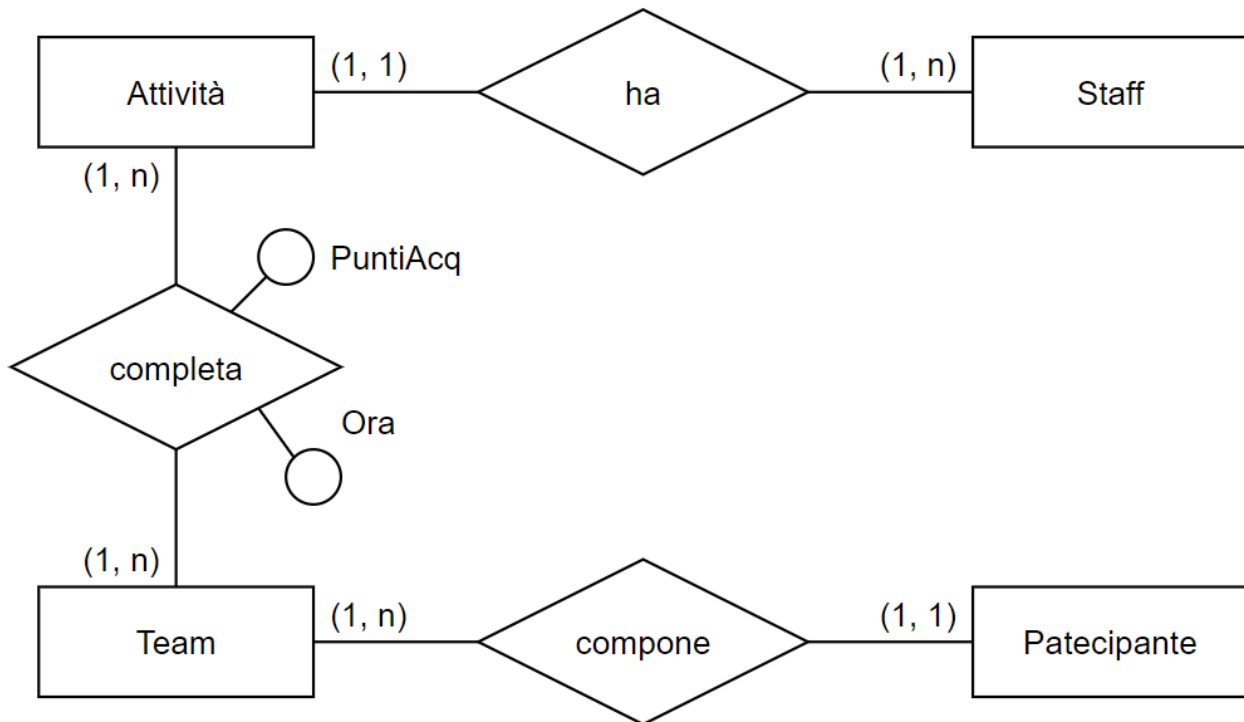 Attività
(1, 1)
ha
(1, n)
Staff
(1, n)
PuntiAcq
completa
Ora
(1, n)
Team
(1, n)
compone
(1, 1)
Patecipante